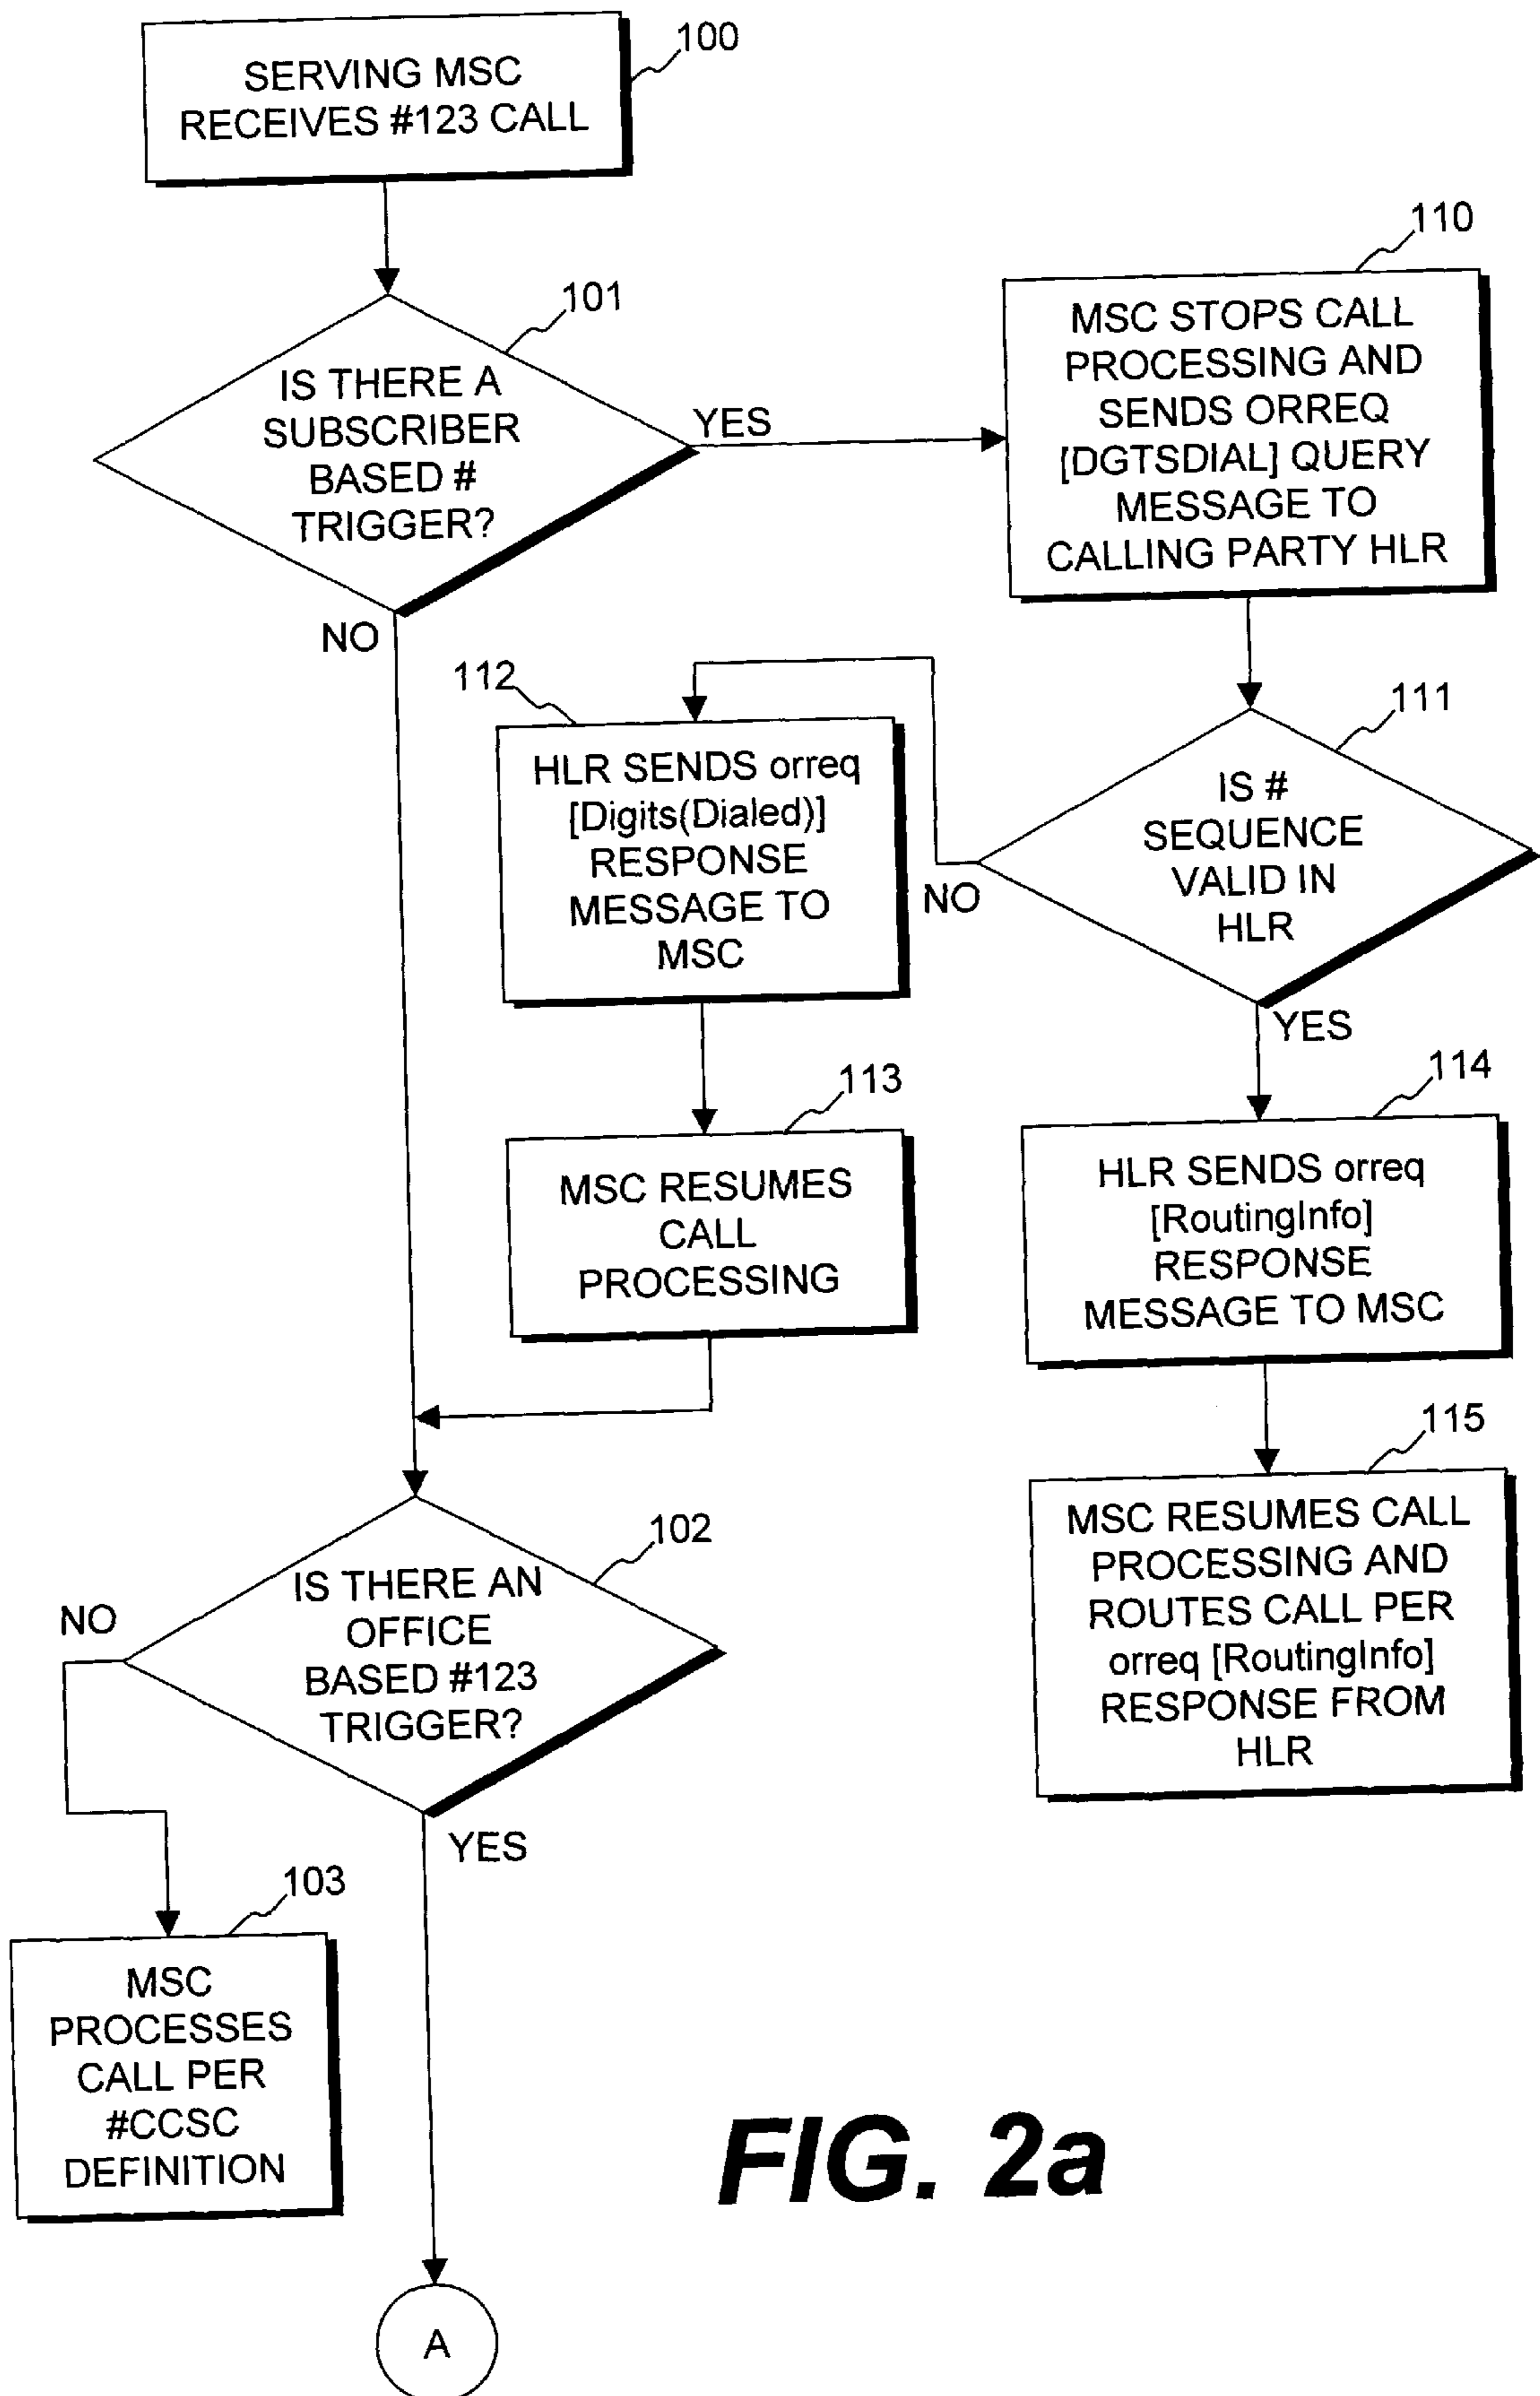 100
SERVING MSC
RECEIVES #123 CALL
101
IS THERE A
SUBSCRIBER
BASED #
TRIGGER?
YES
NO
110
MSC STOPS CALL
PROCESSING AND
SENDS ORREQ
[DGTSDIAL] QUERY
MESSAGE TO
CALLING PARTY HLR
111
IS #
SEQUENCE
VALID IN
HLR
NO
YES
112
HLR SENDS orreq
[Digits(Dialed)]
RESPONSE
MESSAGE TO
MSC
113
MSC RESUMES
CALL
PROCESSING
114
HLR SENDS orreq
[RoutingInfo]
RESPONSE
MESSAGE TO MSC
115
MSC RESUMES CALL
PROCESSING AND
ROUTES CALL PER
orreq [RoutingInfo]
RESPONSE FROM
HLR
102
IS THERE AN
OFFICE
BASED #123
TRIGGER?
NO
YES
103
MSC
PROCESSES
CALL PER
#CCSC
DEFINITION
A
FIG. 2a